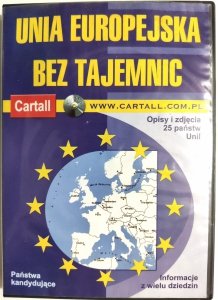 UNIA EUROPEJSKA
BEZ TAJEMNIC
Cartall
WWW.CARTALL.COM.PL
Opisy i zdjęcia
25 państw
Unii
Państwa
kandydujące
Informacje
z wielu dziedzin